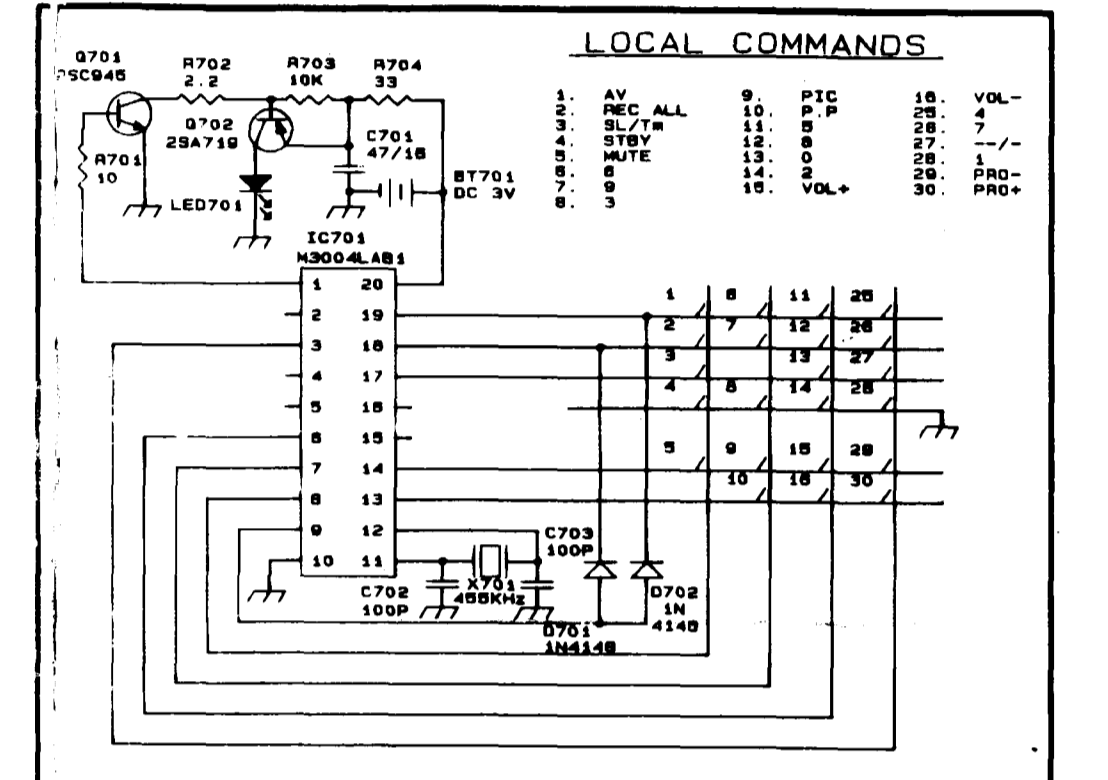 LOCAL COMMANDS
Q701
2SC945
R702
2.2
R703
10K
R704
33
Q702
2SA719
C701
47/16
R701
10
LED701
BT701
DC 3V
1. AV
2. REC ALL
3. SL/Tm
4. STBY
5. MUTE
6. 6
7. 9
8. 3
9. PIC
10. P.P
11. 5
12. 8
13. 0
14. 2
15. VOL+
16. VOL-
25. 4
26. 7
27. --/-
28. 1
29. PRO-
30. PRO+
IC701
M3004LAB1
1 20
2 19
3 18
4 17
5 16
6 15
7 14
8 13
9 12
10 11
1 6 11 25
2 7 12 26
3 13 27
4 8 14 28
5 9 15 29
10 16 30
C703
100P
C702
100P
X701
455KHz
D701
1N4148
D702
1N
4148